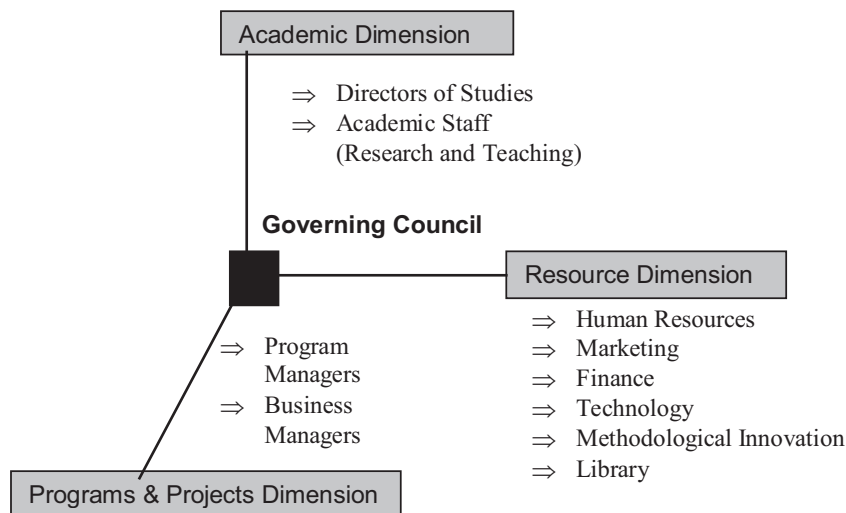 Academic Dimension
⇒ Directors of Studies
⇒ Academic Staff
(Research and Teaching)
Governing Council
Resource Dimension
⇒ Human Resources
⇒ Marketing
⇒ Finance
⇒ Technology
⇒ Methodological Innovation
⇒ Library
⇒ Program
Managers
⇒ Business
Managers
Programs & Projects Dimension